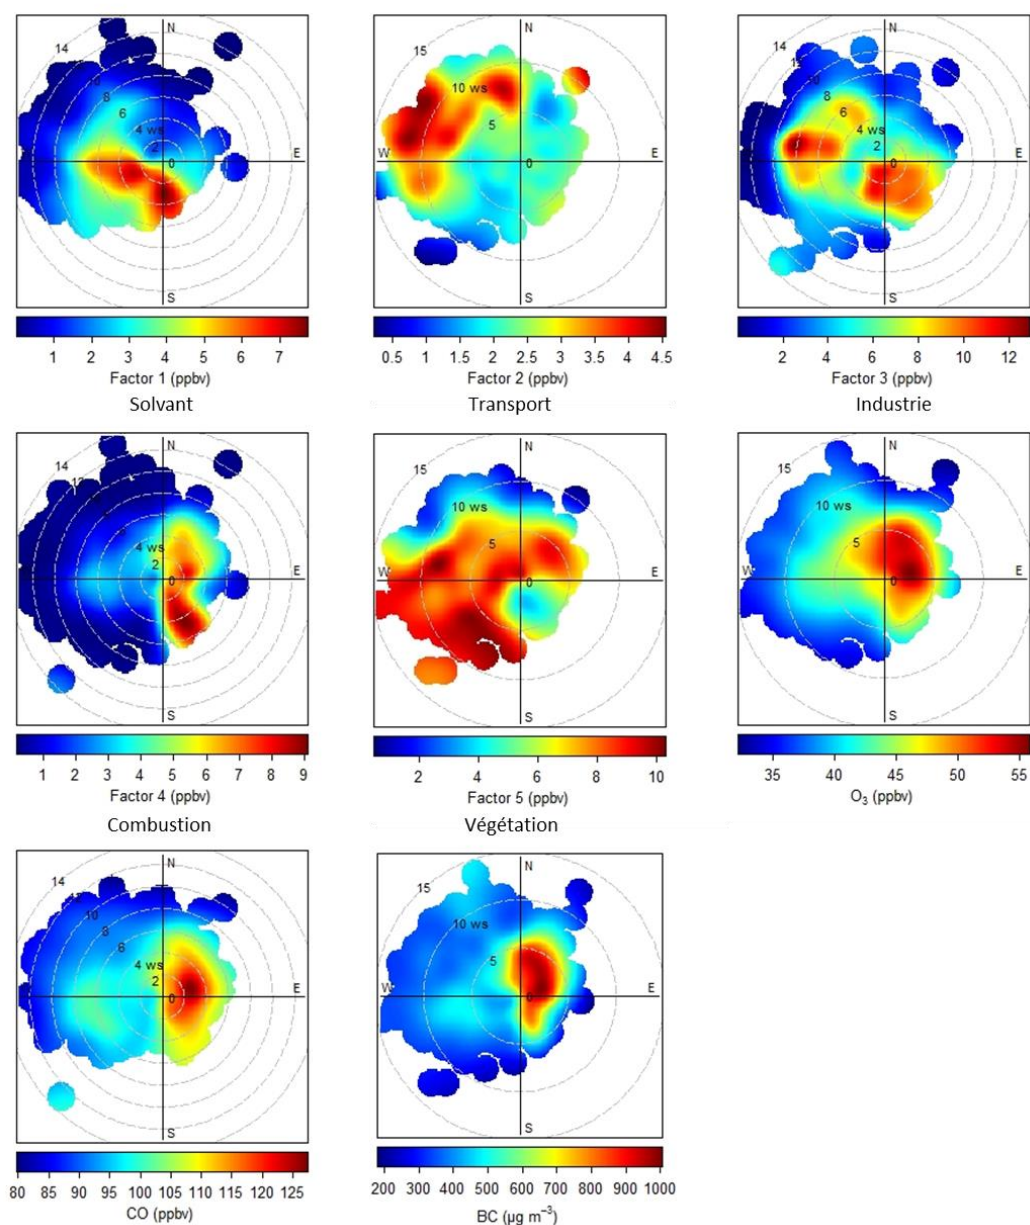 14 12 10 8 6 4 ws 2 0 N E S
15 10 ws 5 0 N W E S
14 10 8 6 4 ws 2 0 N E S
1 2 3 4 5 6 7
0.5 1 1.5 2 2.5 3 3.5 4 4.5
2 4 6 8 10 12
Factor 1 (ppbv)
Factor 2 (ppbv)
Factor 3 (ppbv)
Solvant
Transport
Industrie
14 12 4 ws 2 0 N E S
15 10 ws 5 0 N W E S
15 10 ws 5 0 N W E S
1 2 3 4 5 6 7 8 9
2 4 6 8 10
35 40 45 50 55
Factor 4 (ppbv)
Factor 5 (ppbv)
O₃ (ppbv)
Combustion
Végétation
14 12 10 8 6 4 ws 2 0 N E S
15 10 ws 5 0 N W E S
80 85 90 95 100 105 110 115 120 125
200 300 400 500 600 700 800 900 1000
CO (ppbv)
BC (µg m⁻³)